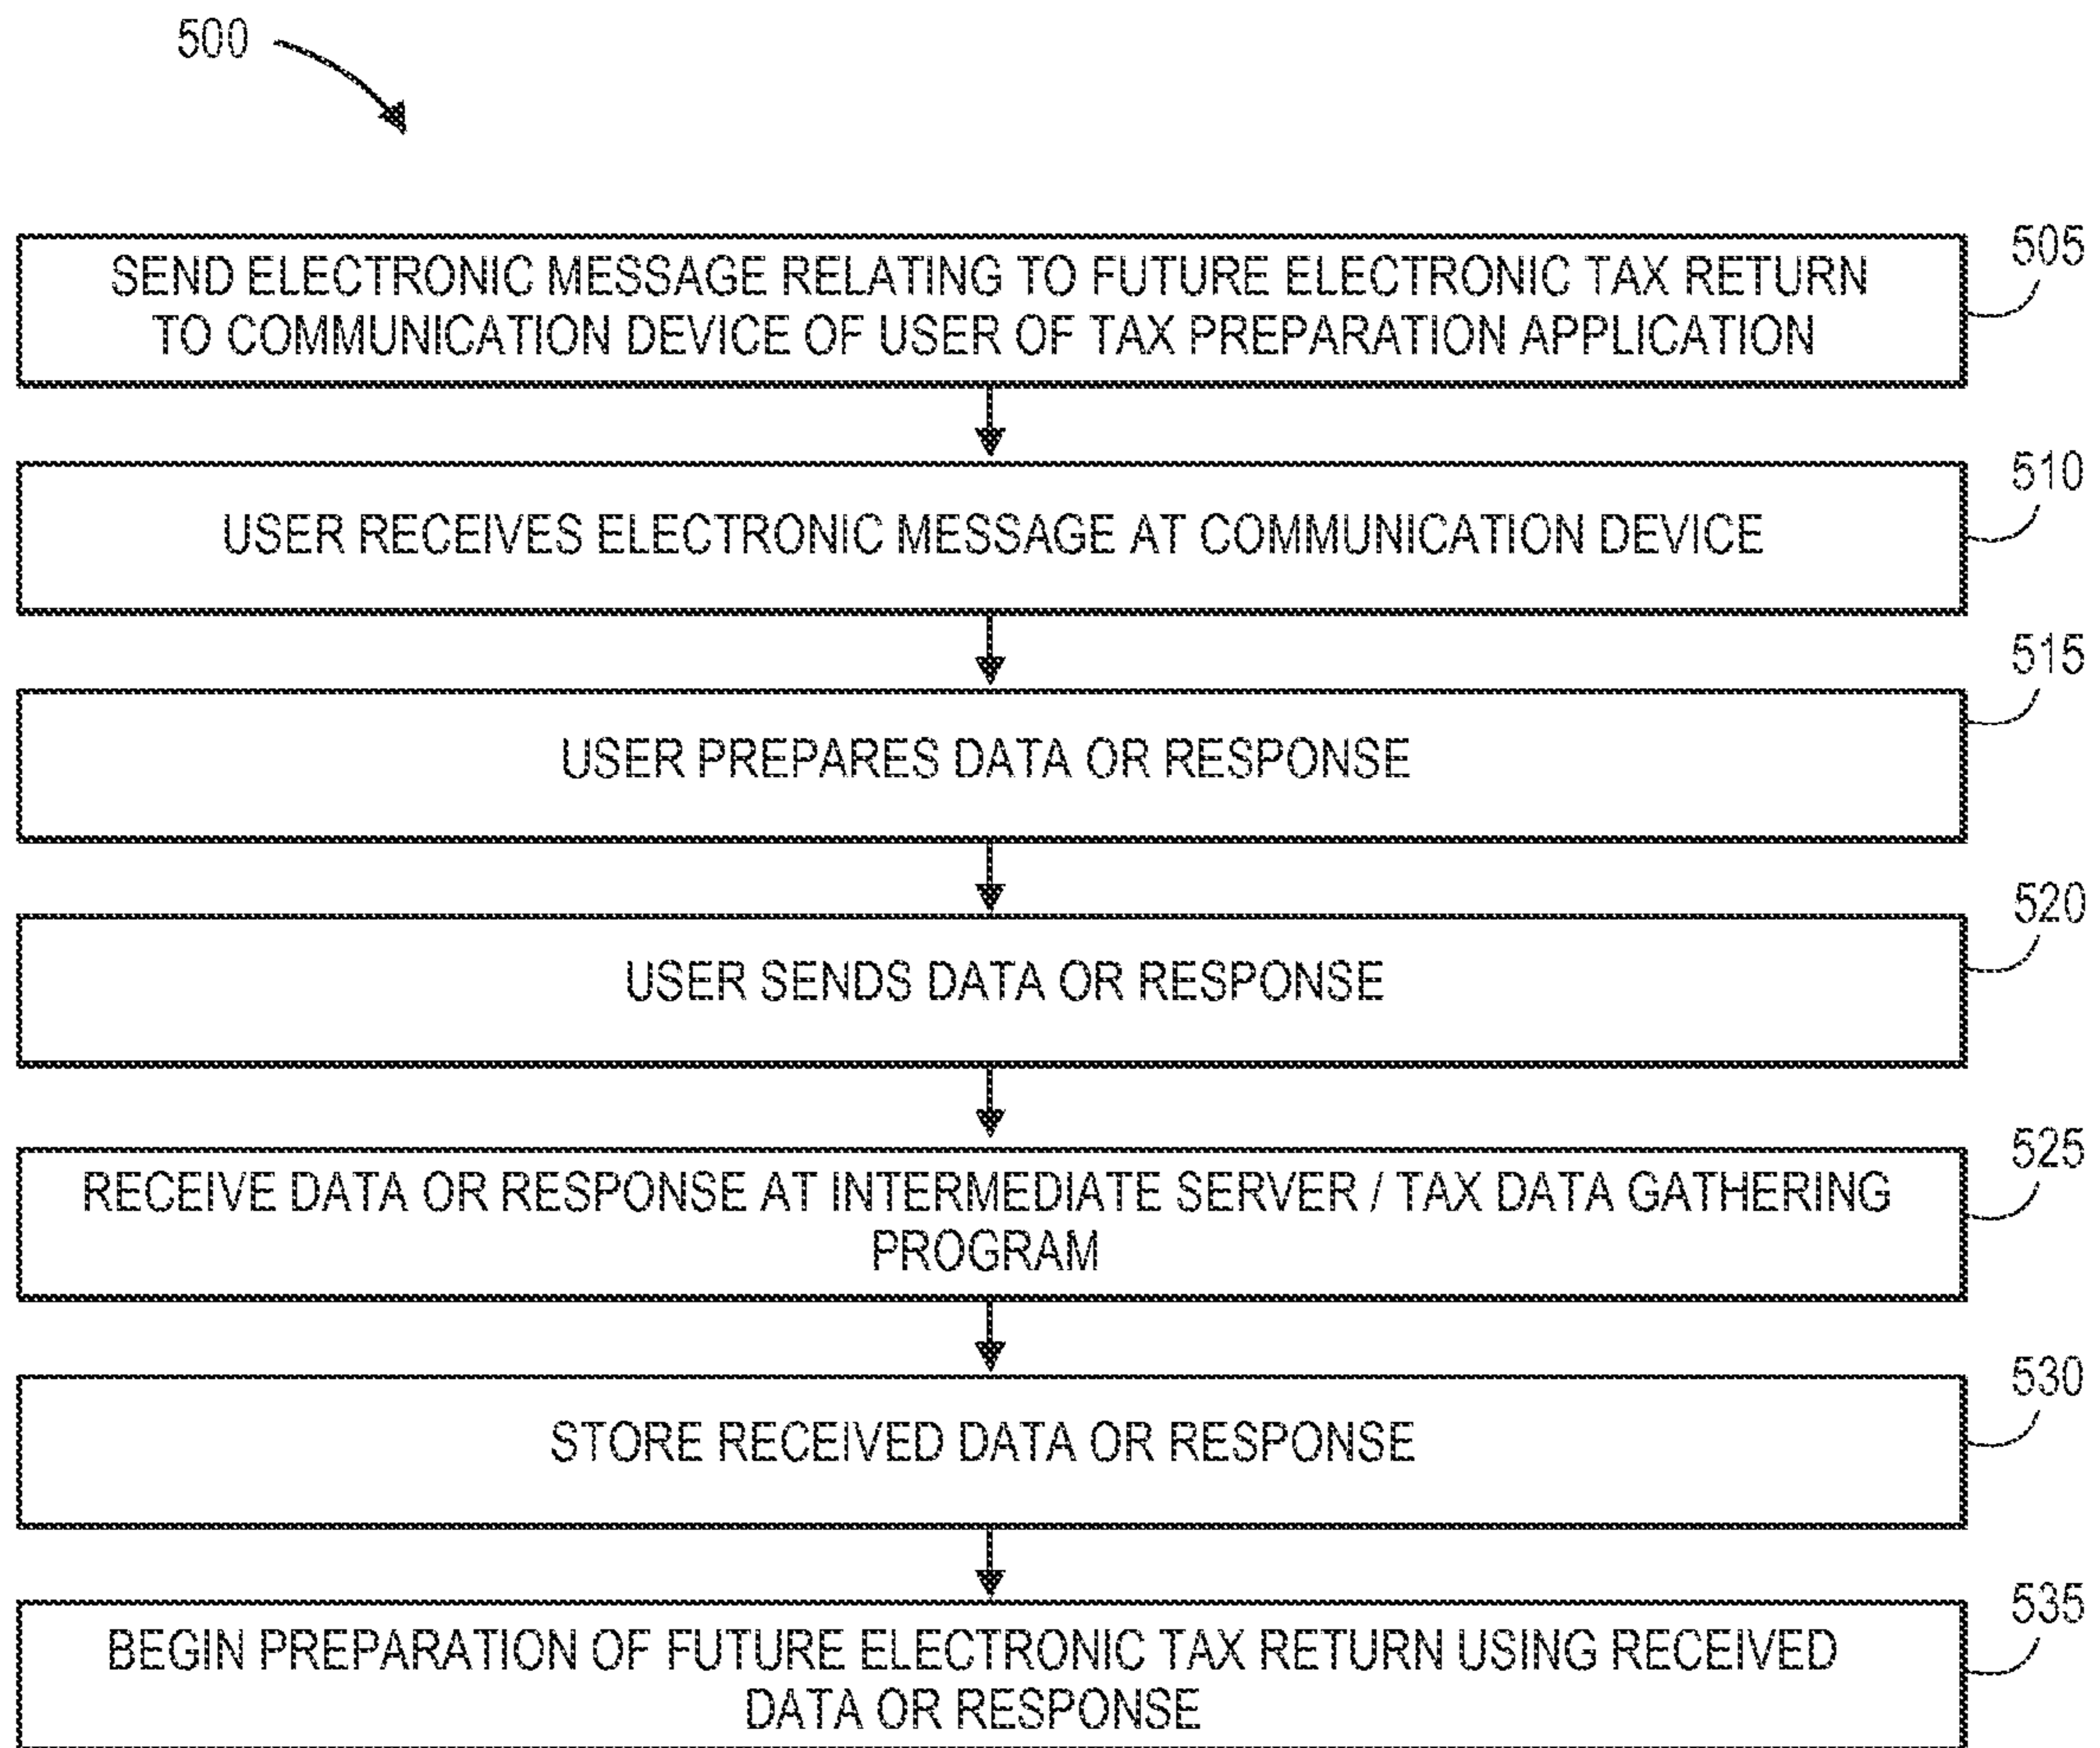 500
SEND ELECTRONIC MESSAGE RELATING TO FUTURE ELECTRONIC TAX RETURN
TO COMMUNICATION DEVICE OF USER OF TAX PREPARATION APPLICATION
505
USER RECEIVES ELECTRONIC MESSAGE AT COMMUNICATION DEVICE
510
USER PREPARES DATA OR RESPONSE
515
USER SENDS DATA OR RESPONSE
520
RECEIVE DATA OR RESPONSE AT INTERMEDIATE SERVER / TAX DATA GATHERING
PROGRAM
525
STORE RECEIVED DATA OR RESPONSE
530
BEGIN PREPARATION OF FUTURE ELECTRONIC TAX RETURN USING RECEIVED
DATA OR RESPONSE
535